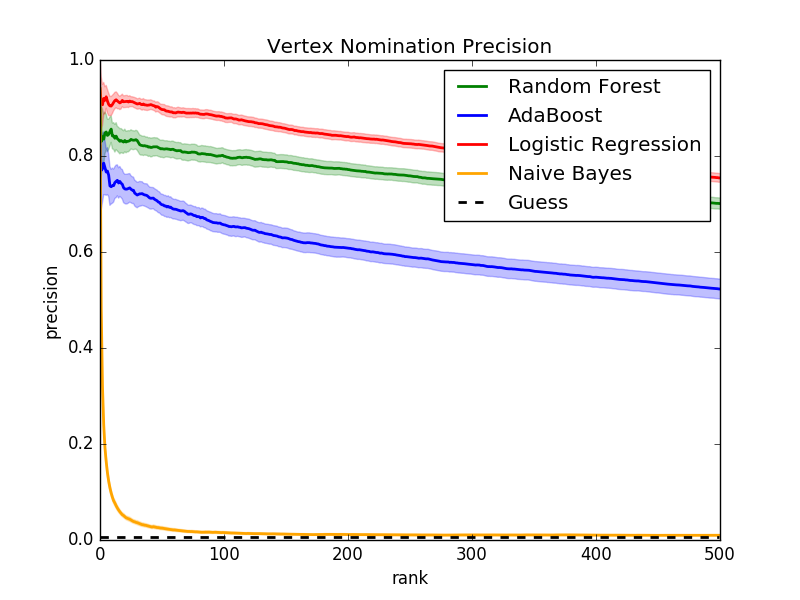 Vertex Nomination Precision
1.0
0.8
0.6
0.4
0.2
0.0
precision
Random Forest
AdaBoost
Logistic Regression
Naive Bayes
Guess
0 100 200 300 400 500
rank